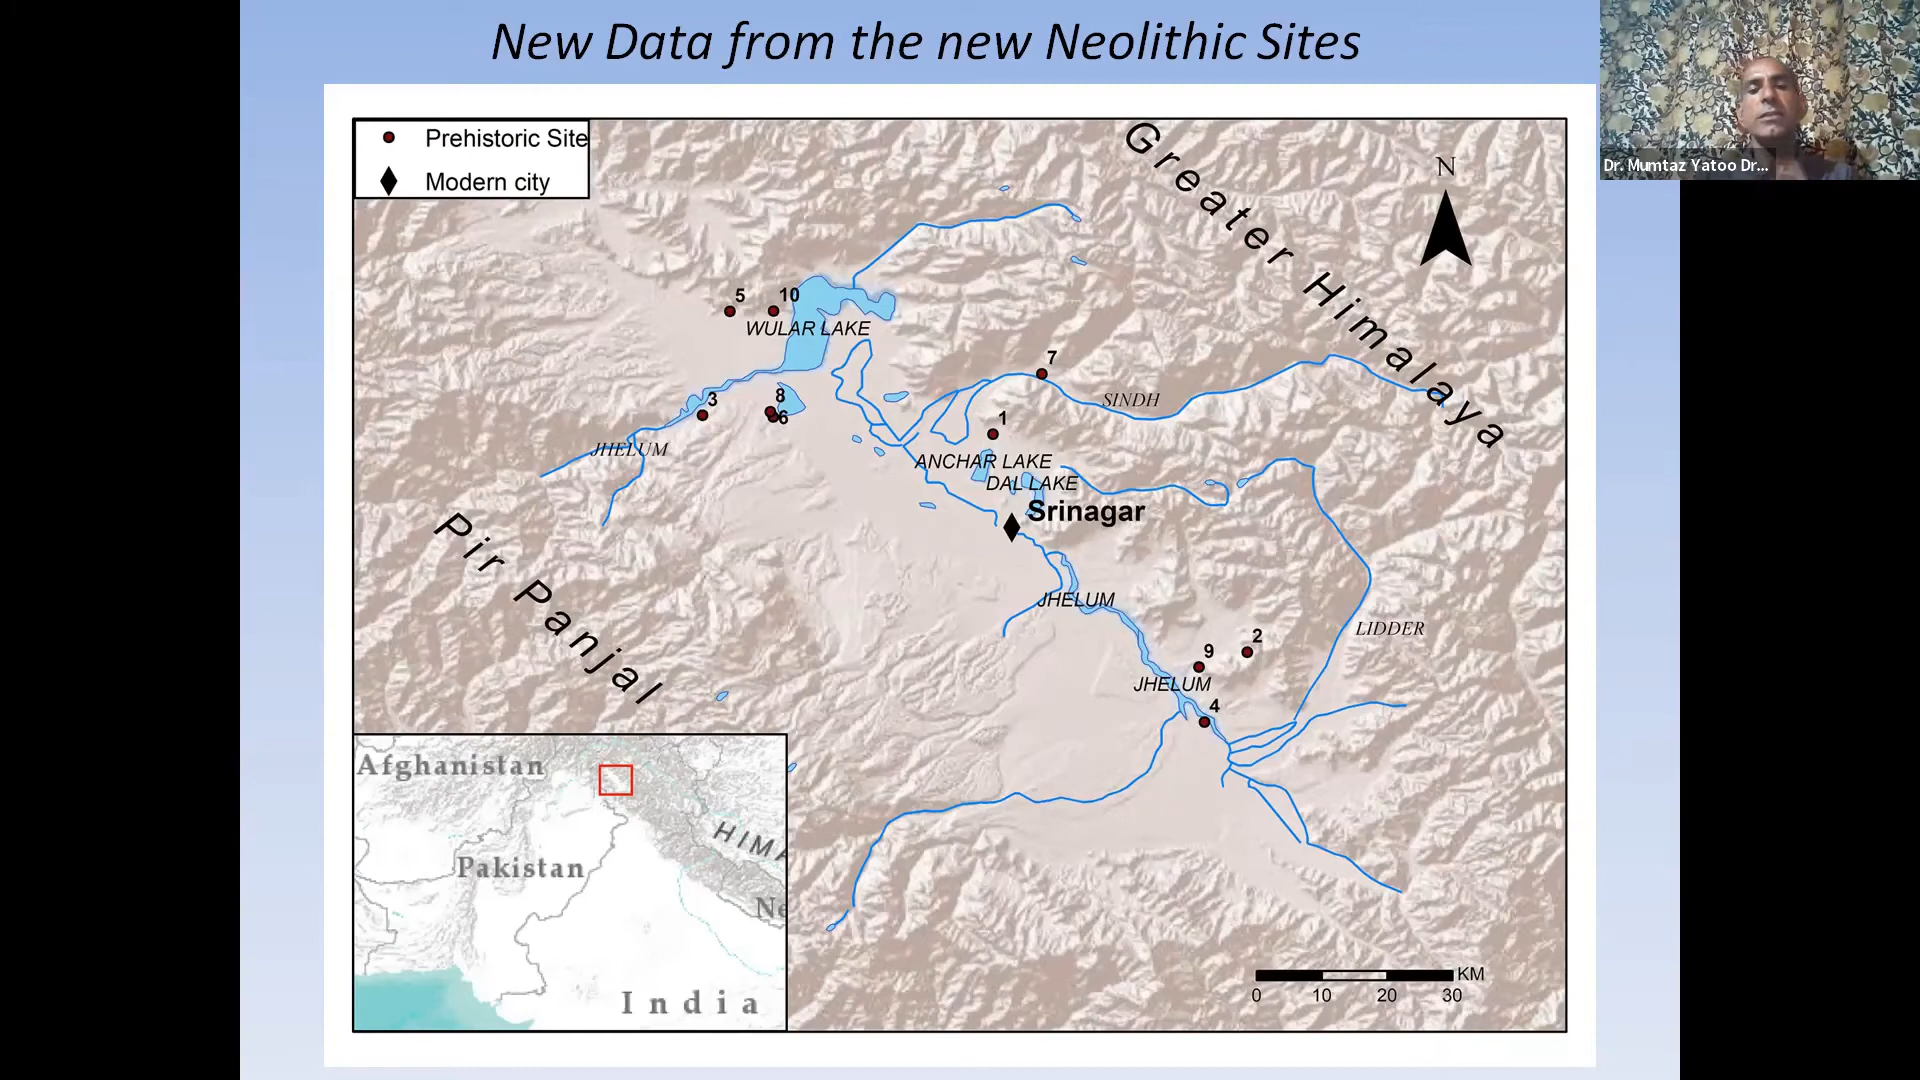 New Data from the new Neolithic Sites
Dr. Mumtaz Yatoo Dr...
Prehistoric Site
Modern city
Greater Himalaya
N
5
10
WULAR LAKE
7
3
8
6
SINDH
1
JHELUM
ANCHAR LAKE
DAL LAKE
Srinagar
Pir Panjal
JHELUM
LIDDER
2
9
JHELUM
4
Afghanistan
HIMA
Pakistan
Ne
India
KM
0 10 20 30